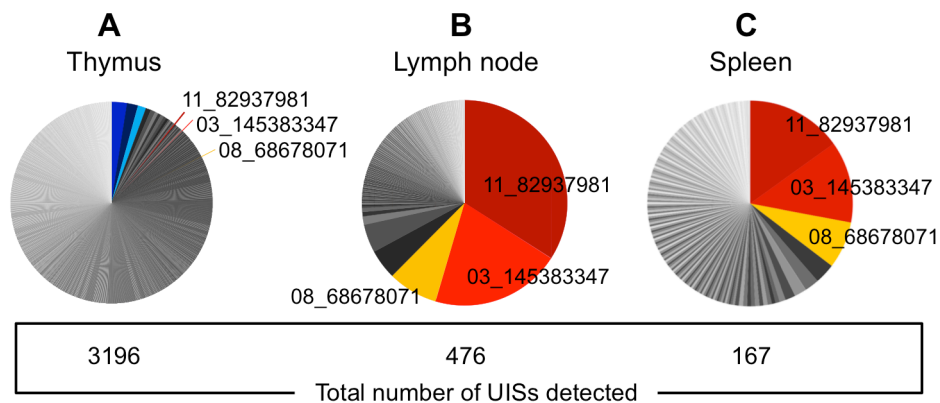 A
Thymus
11_82937981
03_145383347
08_68678071
B
Lymph node
11_82937981
03_145383347
08_68678071
C
Spleen
11_82937981
03_145383347
08_68678071
3196 476 167
Total number of UISs detected